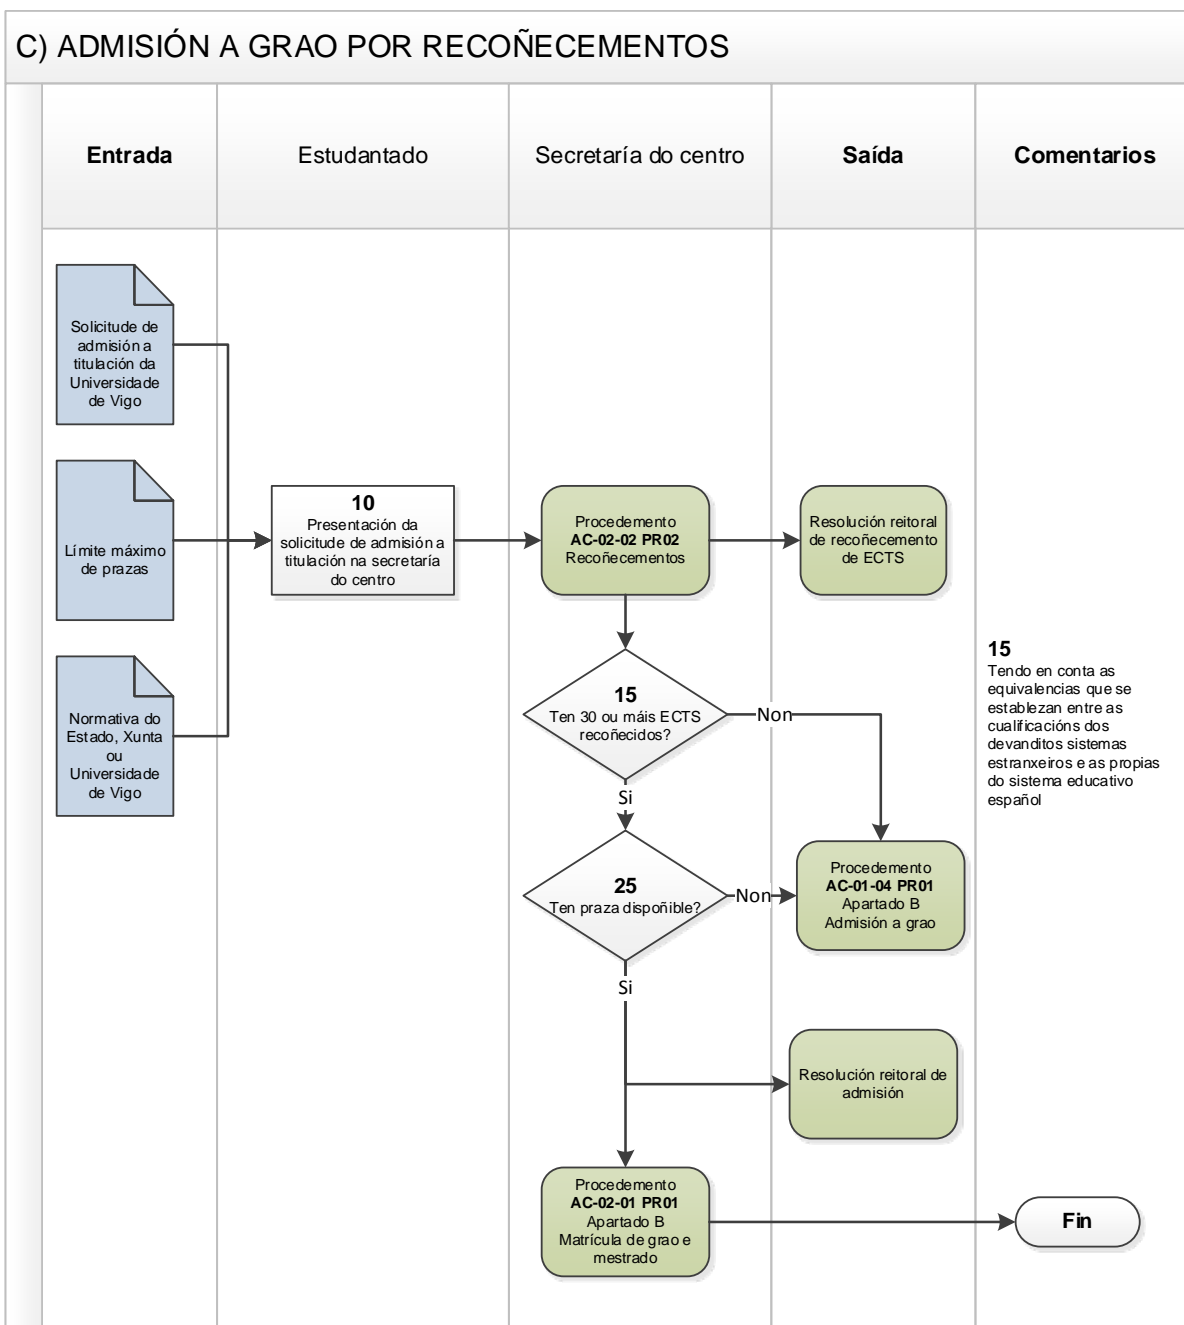 C) ADMISIÓN A GRAO POR RECOÑECEMENTOS
Entrada
Estudantado
Secretaría do centro
Saída
Comentarios
Solicitude de
admisión a
titulación da
Universidade
de Vigo
Límite máximo
de prazas
Normativa do
Estado, Xunta
ou
Universidade
de Vigo
10
Presentación da
solicitude de admisión a
titulación na secretaría
do centro
Procedemento
AC-02-02 PR02
Recoñecementos
Resolución reitoral
de recoñecemento
de ECTS
15
Ten 30 ou máis ECTS
recoñecidos?
Non
Si
15
Tendo en conta as
equivalencias que se
establezan entre as
cualificacións dos
devanditos sistemas
estranxeiros e as propias
do sistema educativo
español
25
Ten praza dispoñible?
Non
Si
Procedemento
AC-01-04 PR01
Apartado B
Admisión a grao
Resolución reitoral de
admisión
Procedemento
AC-02-01 PR01
Apartado B
Matrícula de grao e
mestrado
Fin